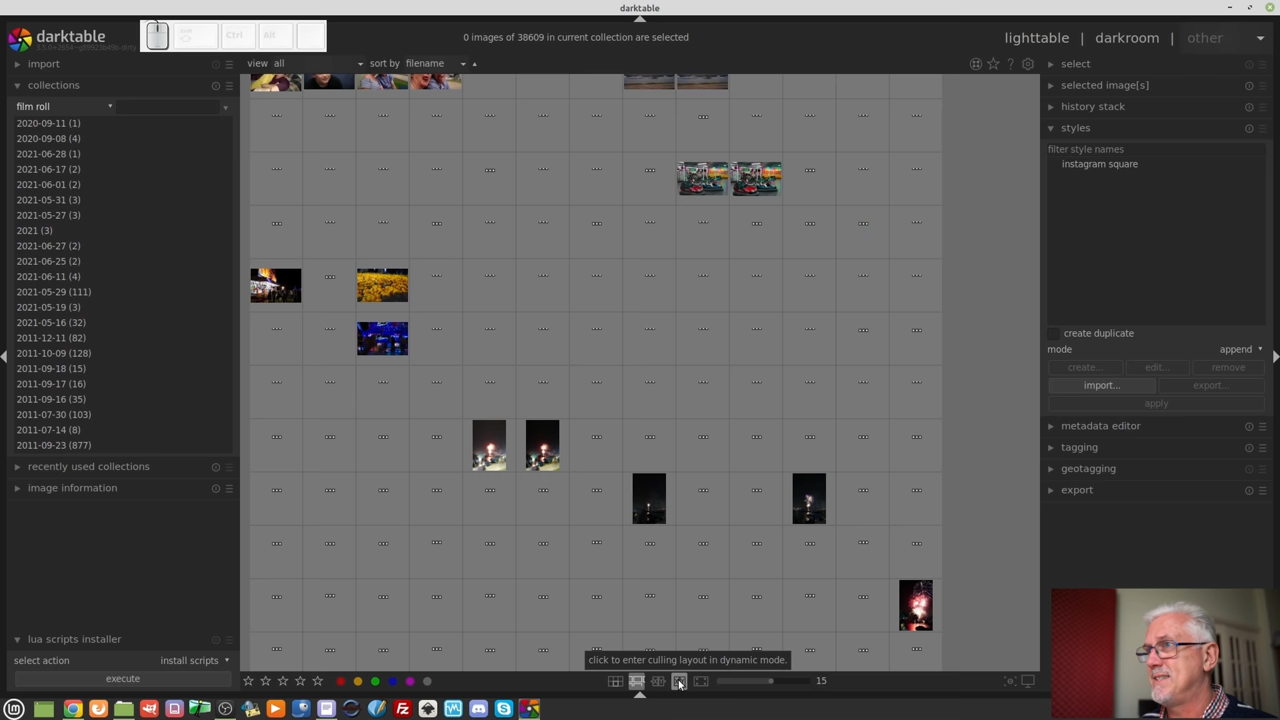 darktable
darktable
Ctrl
Alt
0 images of 38609 in current collection are selected
lighttable | darkroom | other
import
view all
sort by filename
select
collections
selected image[s]
film roll
history stack
2020-09-11 (1)
styles
2020-09-08 (4)
filter style names
2021-06-28 (1)
instagram square
2021-06-17 (2)
2021-06-01 (2)
2021-05-31 (3)
2021-05-27 (3)
2021 (3)
2021-06-27 (2)
2021-06-25 (2)
2021-06-11 (4)
2021-05-29 (111)
2021-05-19 (3)
2021-05-16 (32)
create duplicate
2011-12-11 (82)
mode append
2011-10-09 (128)
create... edit... remove
2011-09-18 (15)
import... export...
2011-09-17 (16)
2011-09-16 (35)
apply
2011-07-30 (103)
metadata editor
2011-07-14 (8)
tagging
2011-09-23 (877)
geotagging
recently used collections
export
image information
lua scripts installer
select action install scripts
click to enter culling layout in dynamic mode.
execute
15